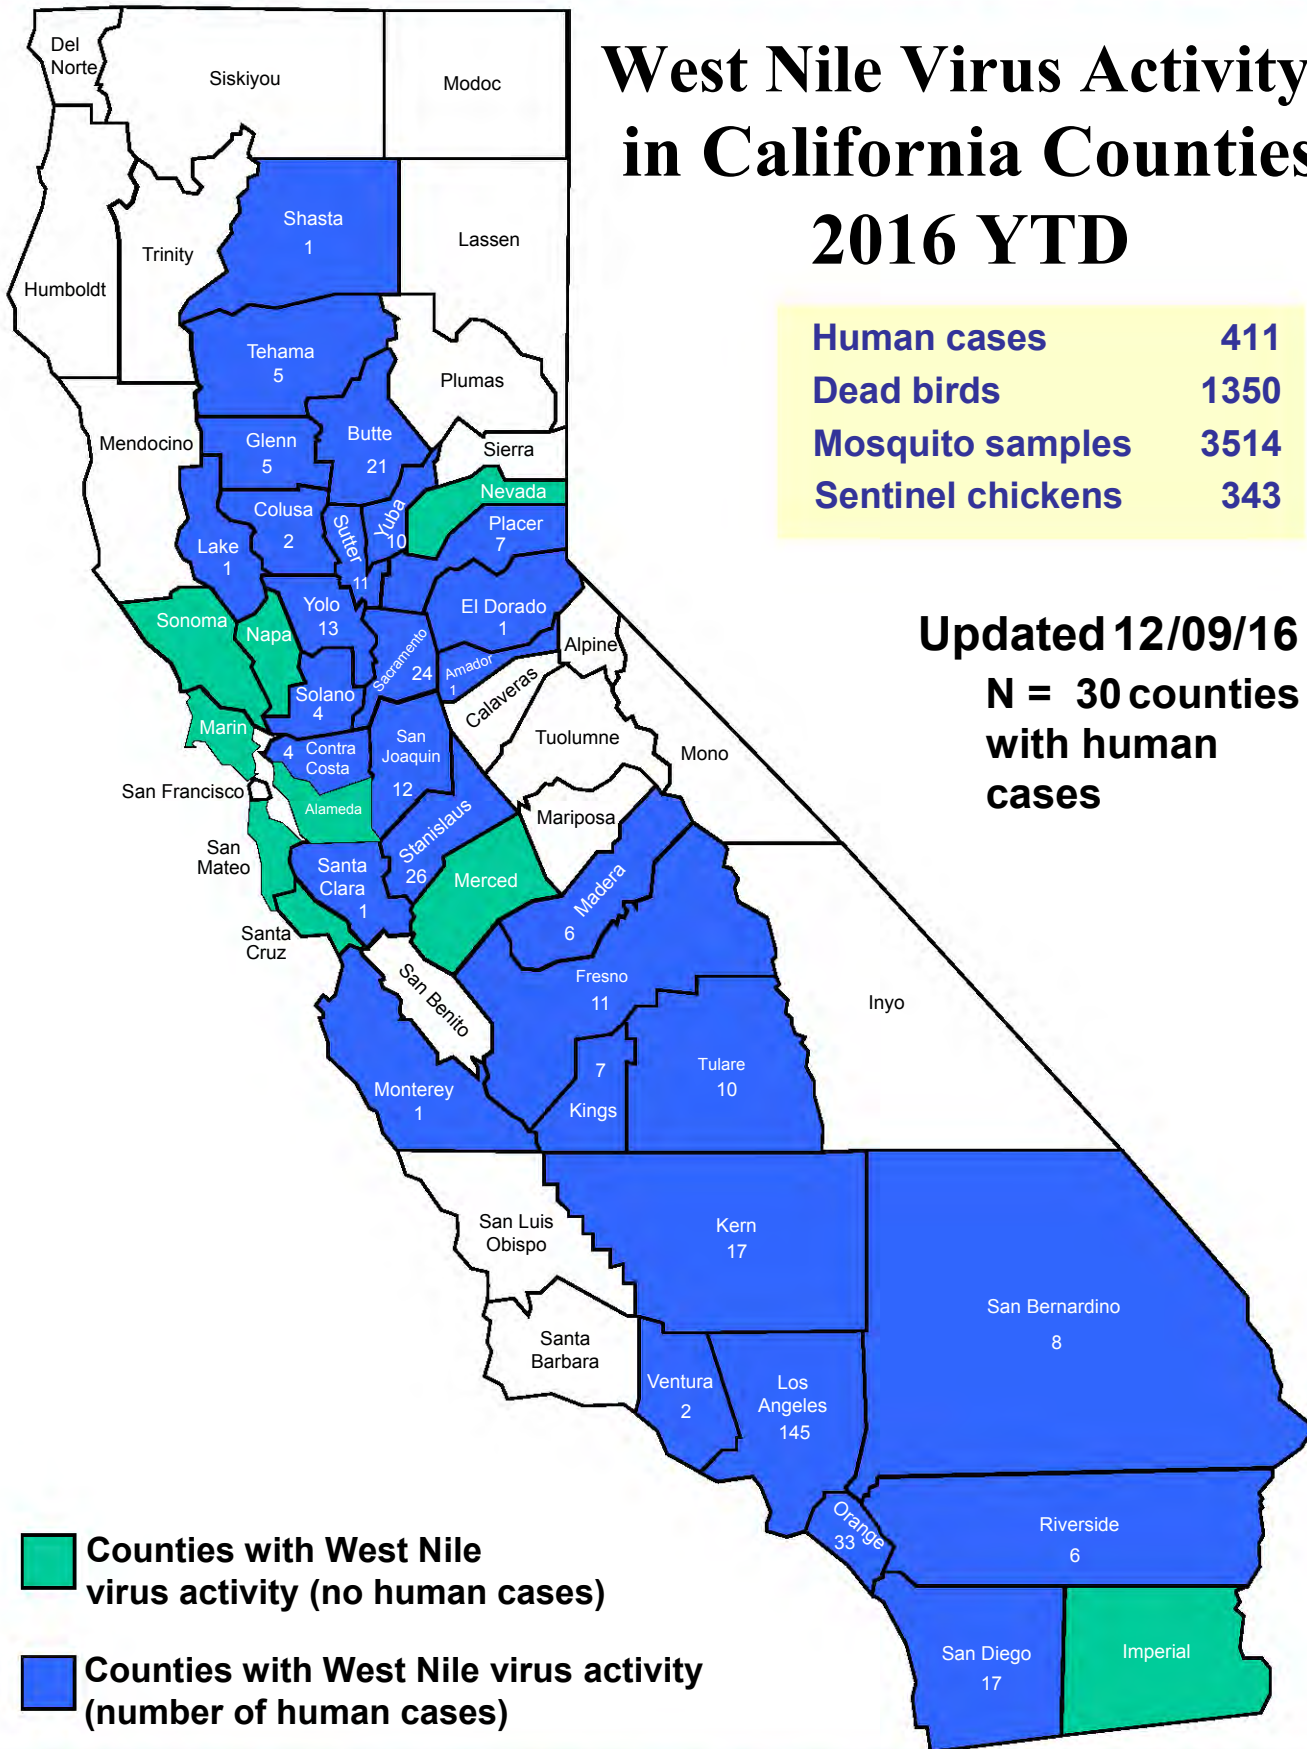 West Nile Virus Activity
in California Counties
2016 YTD
Human cases 411
Dead birds 1350
Mosquito samples 3514
Sentinel chickens 343
Updated 12/09/16
N = 30 counties
with human
cases
Del
Norte
Siskiyou
Modoc
Shasta
1
Lassen
Trinity
Humboldt
Tehama
5
Plumas
Mendocino
Glenn
5
Butte
21
Sierra
Nevada
Colusa
2
Sutter
11
Yuba
10
Placer
7
Lake
1
Sonoma
Napa
Yolo
13
El Dorado
1
Sacramento
24
Amador
1
Alpine
Calaveras
Solano
4
Marin
4 Contra
Costa
San
Joaquin
12
Tuolumne
Mono
San Francisco
Alameda
Stanislaus
26
Mariposa
San
Mateo
Santa
Clara
1
Merced
Madera
6
Santa
Cruz
San Benito
Fresno
11
Inyo
Monterey
1
7
Kings
Tulare
10
San Luis
Obispo
Kern
17
San Bernardino
8
Santa
Barbara
Ventura
2
Los
Angeles
145
Orange
33
Riverside
6
San Diego
17
Imperial
Counties with West Nile
virus activity (no human cases)
Counties with West Nile virus activity
(number of human cases)